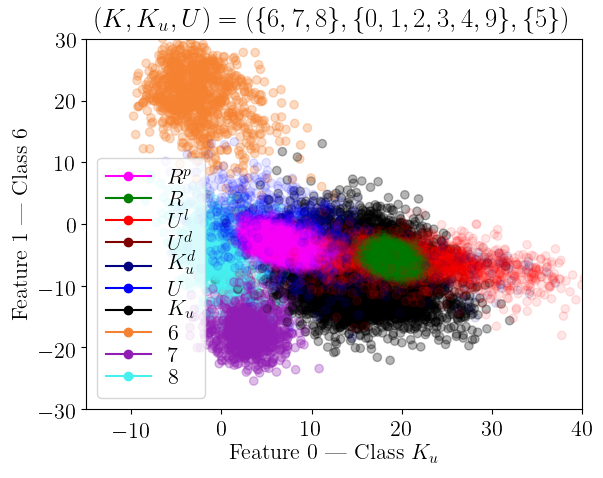 (K, K_u, U) = ({6, 7, 8}, {0, 1, 2, 3, 4, 9}, {5})
30
20
10
0
−10
−20
−30
Feature 1 — Class 6
R^p
R
U^l
U^d
K_u^d
U
K_u
6
7
8
−10 0 10 20 30 40
Feature 0 — Class K_u